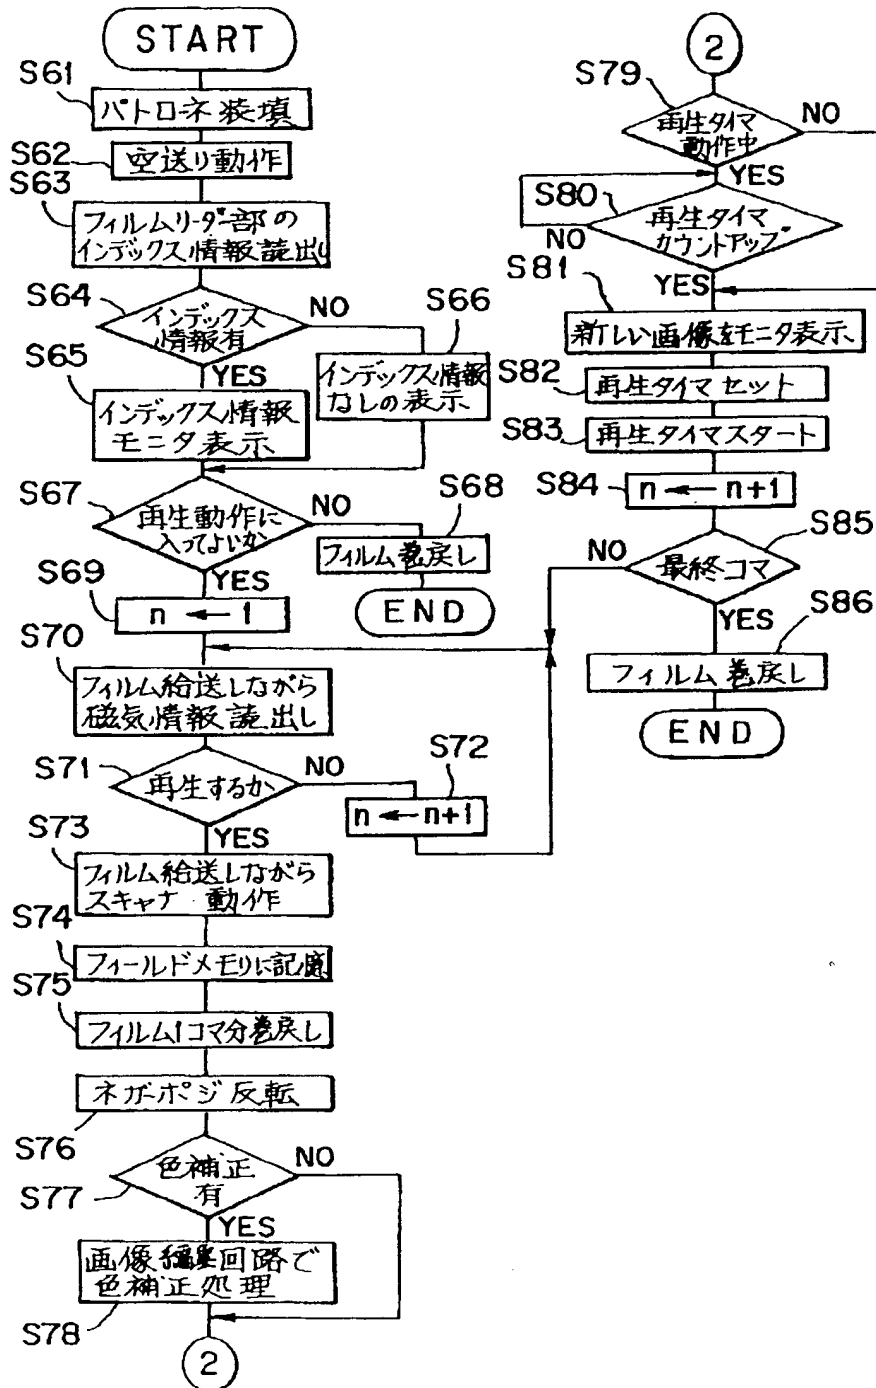 START
S61
パトローネ装填
S62
空送り動作
S63
フィルムリーダー部の
インデックス情報読出し
S64
インデックス
情報有
NO
YES
S65
インデックス情報
モニタ表示
S66
インデックス情報
なしの表示
S67
再生動作に
入ってよいか
NO
YES
S68
フィルム巻戻し
END
S69
n ← 1
S70
フィルム給送しながら
磁気情報読出し
S71
再生するか
NO
YES
S72
n ← n+1
S73
フィルム給送しながら
スキャナ動作
S74
フィールドメモリに記憶
S75
フィルム1コマ分巻戻し
S76
ネガーポジ反転
S77
色補正
有
NO
YES
S78
画像編集回路で
色補正処理
2
2
S79
再生タイマ
動作中
NO
YES
S80
再生タイマ
カウントアップ
NO
YES
S81
新しい画像をモニタ表示
S82
再生タイマセット
S83
再生タイマスタート
S84
n ← n+1
S85
最終コマ
NO
YES
S86
フィルム巻戻し
END